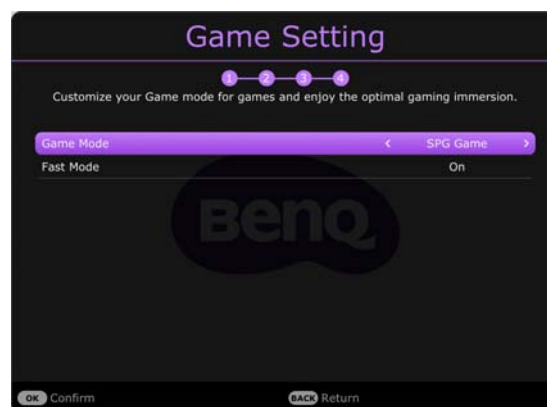 Game Setting
1 2 3 4
Customize your Game mode for games and enjoy the optimal gaming immersion.
Game Mode < SPG Game >
Fast Mode On
BenQ
OK Confirm BACK Return